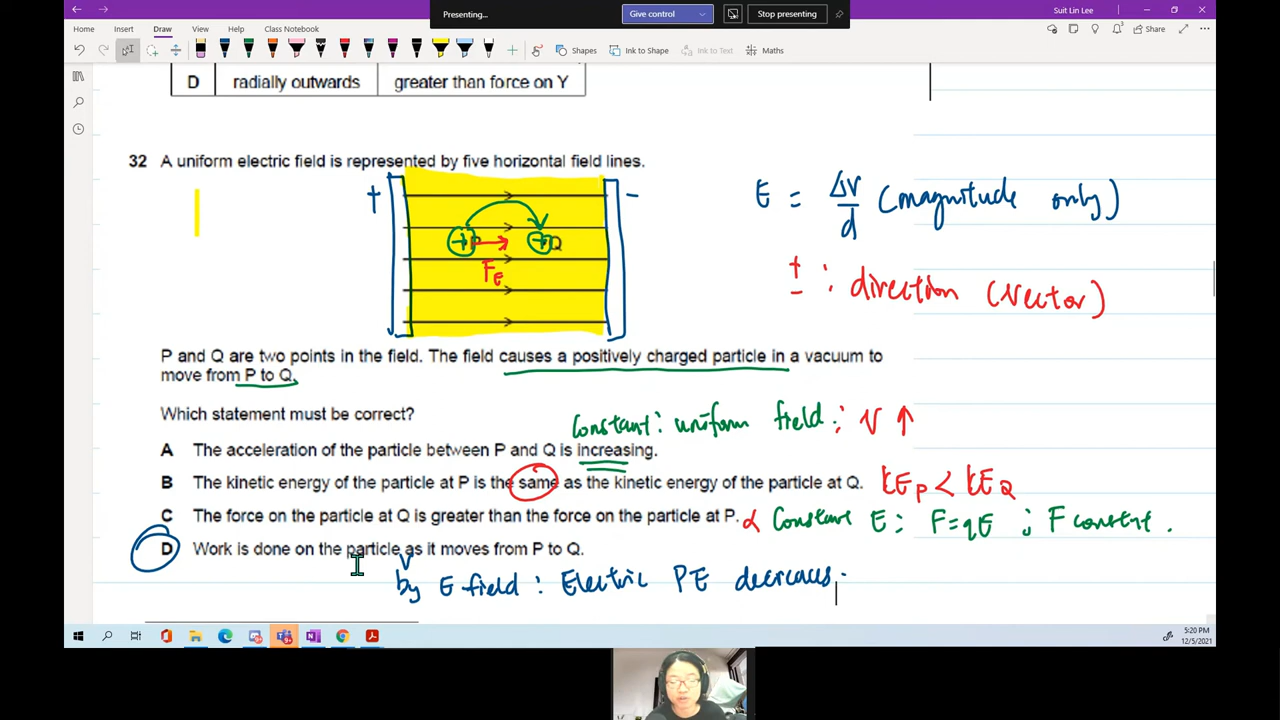 Presenting...
Give control
Stop presenting
Suit Lin Lee
Home Insert Draw View Help Class Notebook
Share
Shapes
Ink to Shape
Ink to Text
Maths
D radially outwards greater than force on Y
32 A uniform electric field is represented by five horizontal field lines.
+ -
+P +Q
FE
E = ΔV/d (magnitude only)
+/- : direction (Vector)
P and Q are two points in the field. The field causes a positively charged particle in a vacuum to
move from P to Q.
Which statement must be correct?
constant : uniform field ; V ↑
A The acceleration of the particle between P and Q is increasing.
B The kinetic energy of the particle at P is the same as the kinetic energy of the particle at Q. KEP < KEQ
C The force on the particle at Q is greater than the force on the particle at P. α Constant E : F=qE ; F constt.
D Work is done on the particle as it moves from P to Q.
by E field : Electric PE decreases.
5:20 PM
12/5/2021